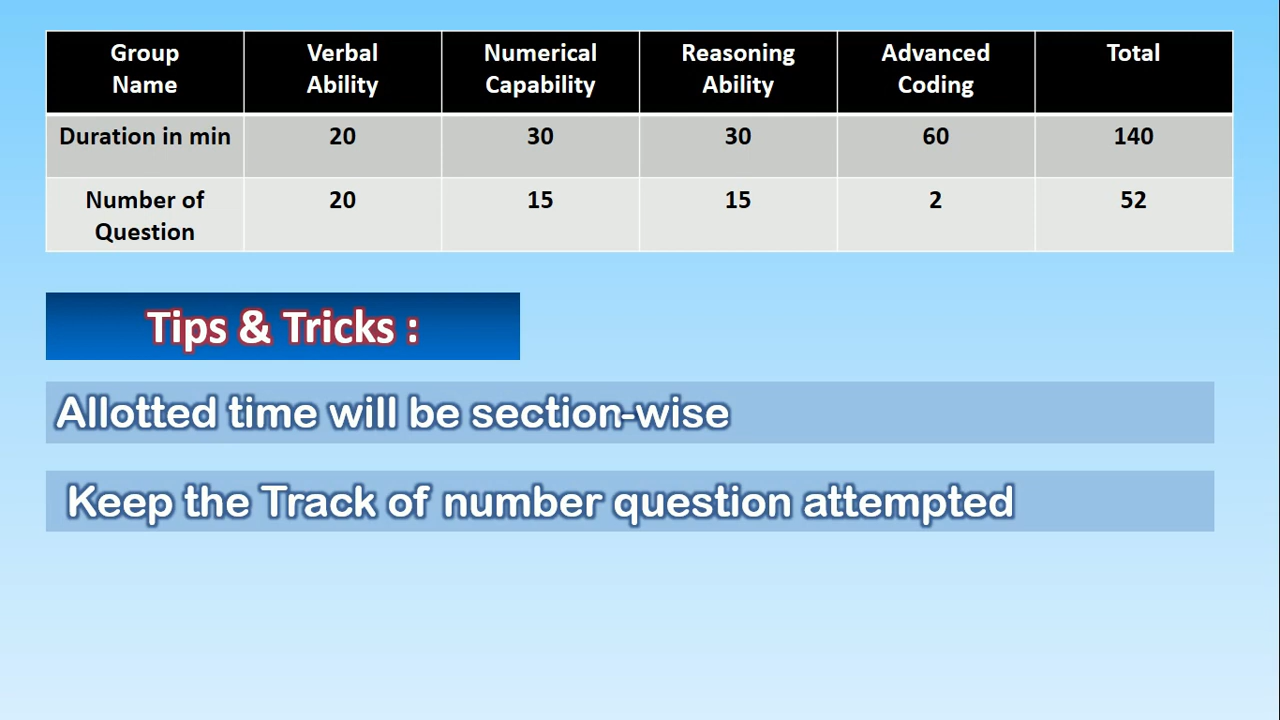 Group Name Verbal Ability Numerical Capability Reasoning Ability Advanced Coding Total
Duration in min 20 30 30 60 140
Number of Question 20 15 15 2 52
Tips & Tricks :
Allotted time will be section-wise
Keep the Track of number question attempted